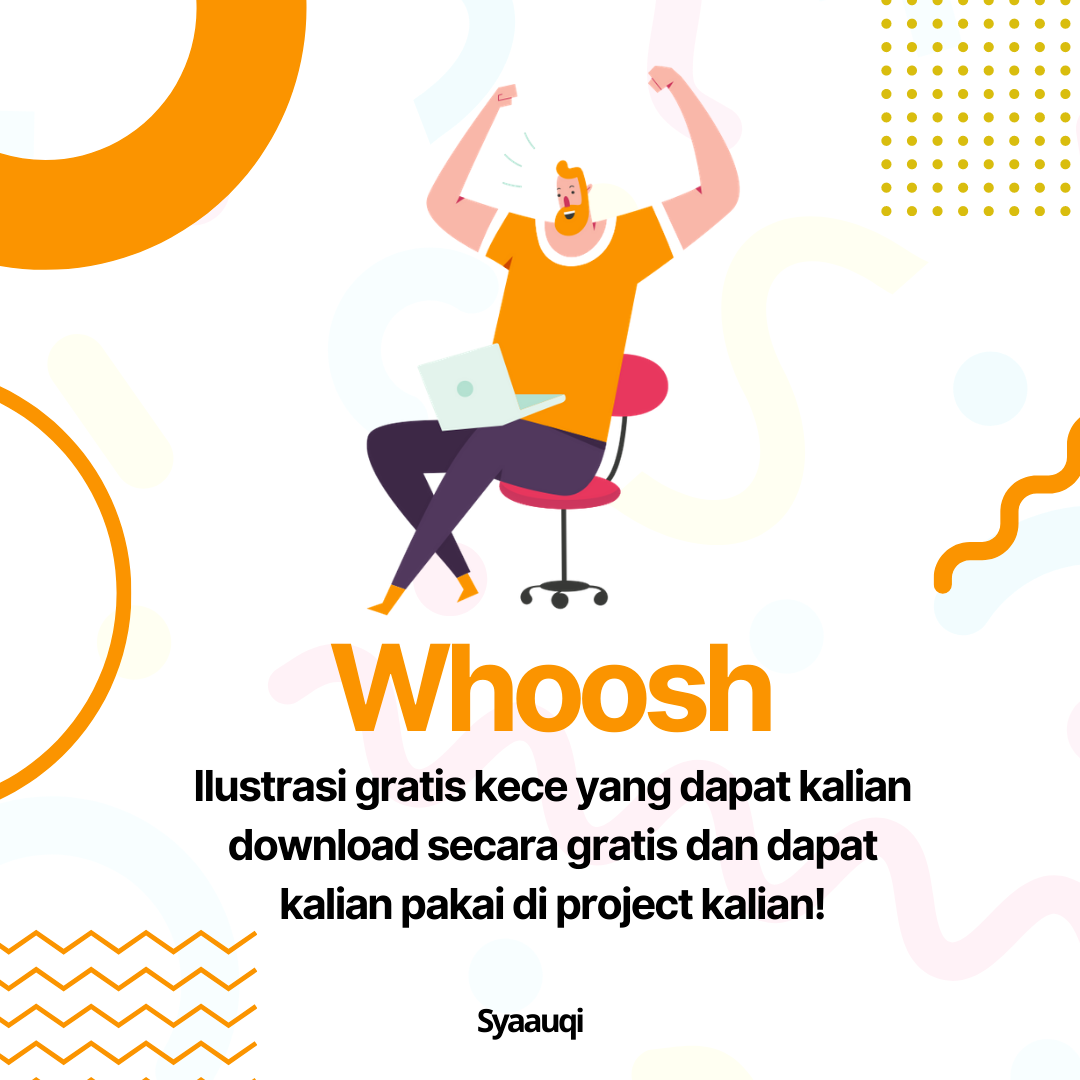 Whoosh
Ilustrasi gratis kece yang dapat kalian
download secara gratis dan dapat
kalian pakai di project kalian!
Syaauqi